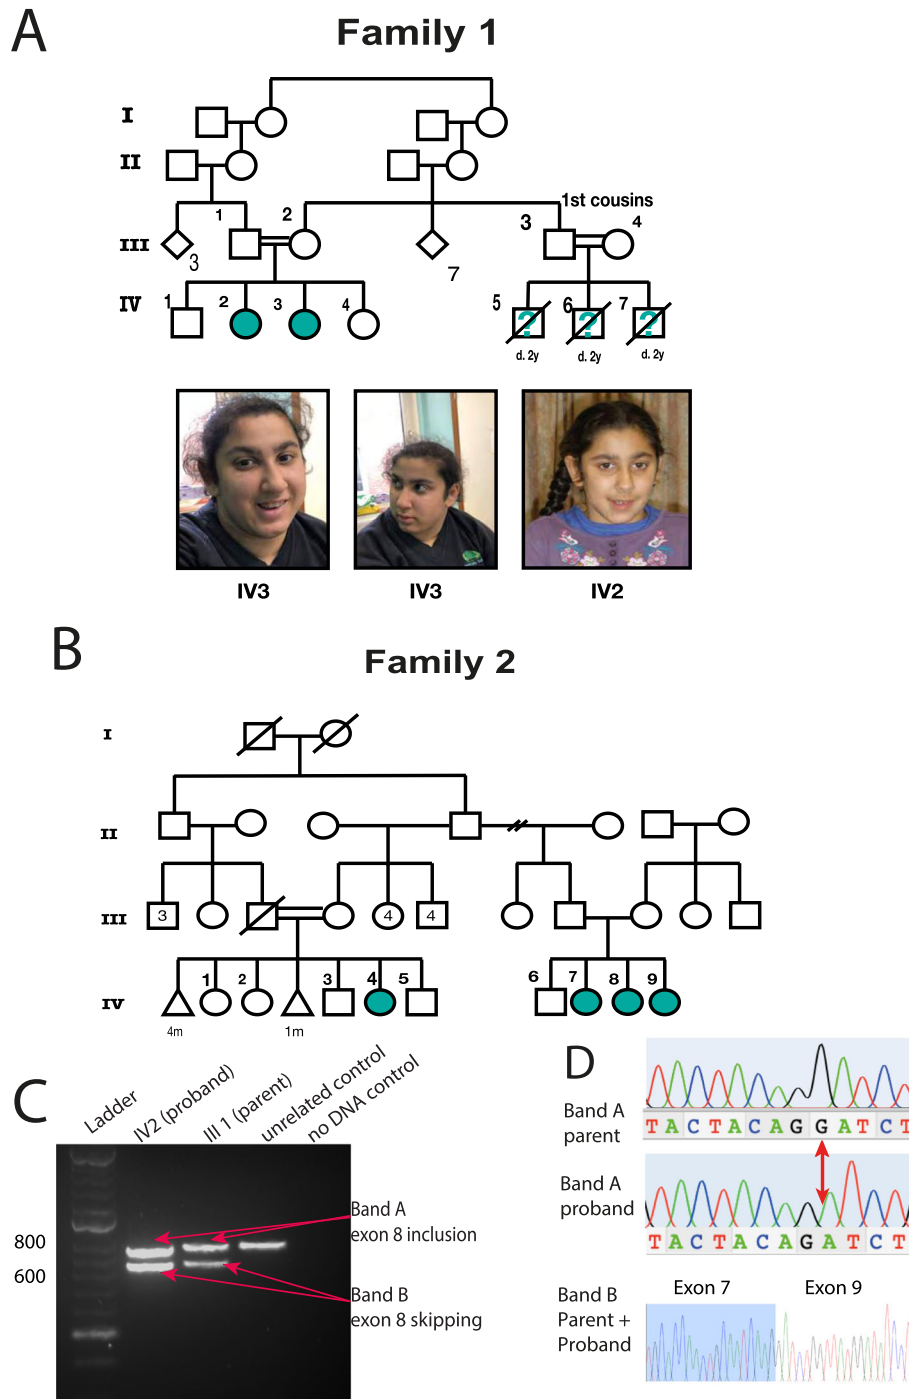 A
Family 1
I
II
1st cousins
1
2
3
4
III
3
7
IV
1
2
3
4
5
6
7
?
?
?
d. 2y
d. 2y
d. 2y
IV3
IV3
IV2
B
Family 2
I
II
III
3
4
4
IV
1
2
3
4
5
6
7
8
9
4m
1m
C
Ladder
IV2 (proband)
III 1 (parent)
unrelated control
no DNA control
800
600
Band A
exon 8 inclusion
Band B
exon 8 skipping
D
Band A
parent
T A C T A C A G G A T C T
Band A
proband
T A C T A C A G A T C T
Exon 7
Exon 9
Band B
Parent +
Proband